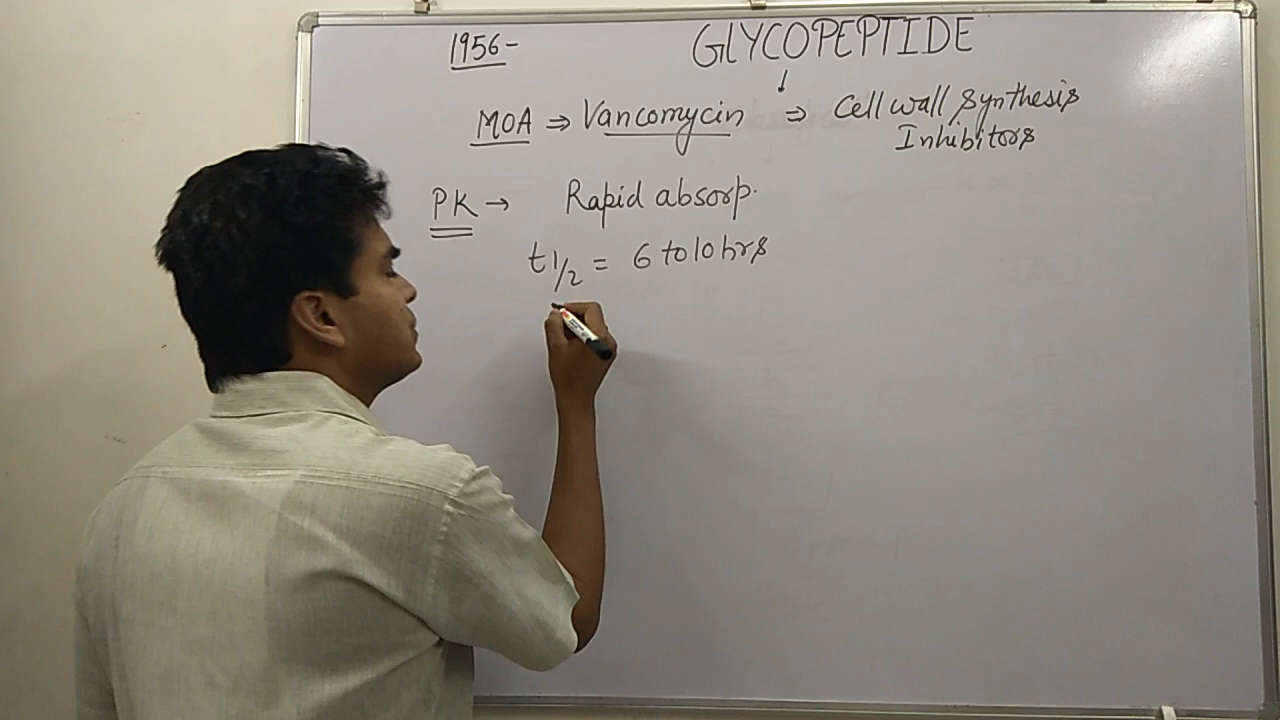 1956- GLYCOPEPTIDE
↓
MOA ⇒ Vancomycin ⇒ Cell wall synthesis
Inhibitors
PK → Rapid absorp.
t1/2 = 6 to 10 hrs